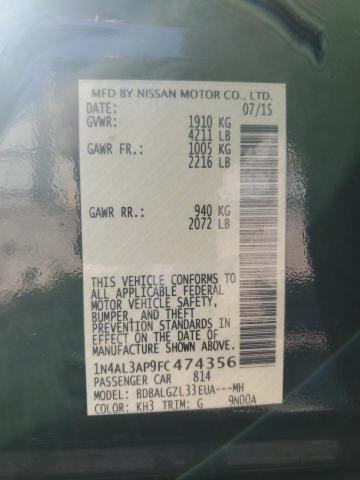 MFD BY NISSAN MOTOR CO., LTD.
DATE: 07/15
GVWR: 1910 KG
4211 LB
GAWR FR: 1005 KG
2216 LB
GAWR RR: 940 KG
2072 LB
THIS VEHICLE CONFORMS TO
ALL APPLICABLE FEDERAL
MOTOR VEHICLE SAFETY,
BUMPER, AND THEFT
PREVENTION STANDARDS IN
EFFECT ON THE DATE OF
MANUFACTURE SHOWN ABOVE.
1N4AL3AP9FC474356
PASSENGER CAR 814
MODEL: BDBALGZL33EUA---MH
COLOR: KH3 TRIM: G 9N00A